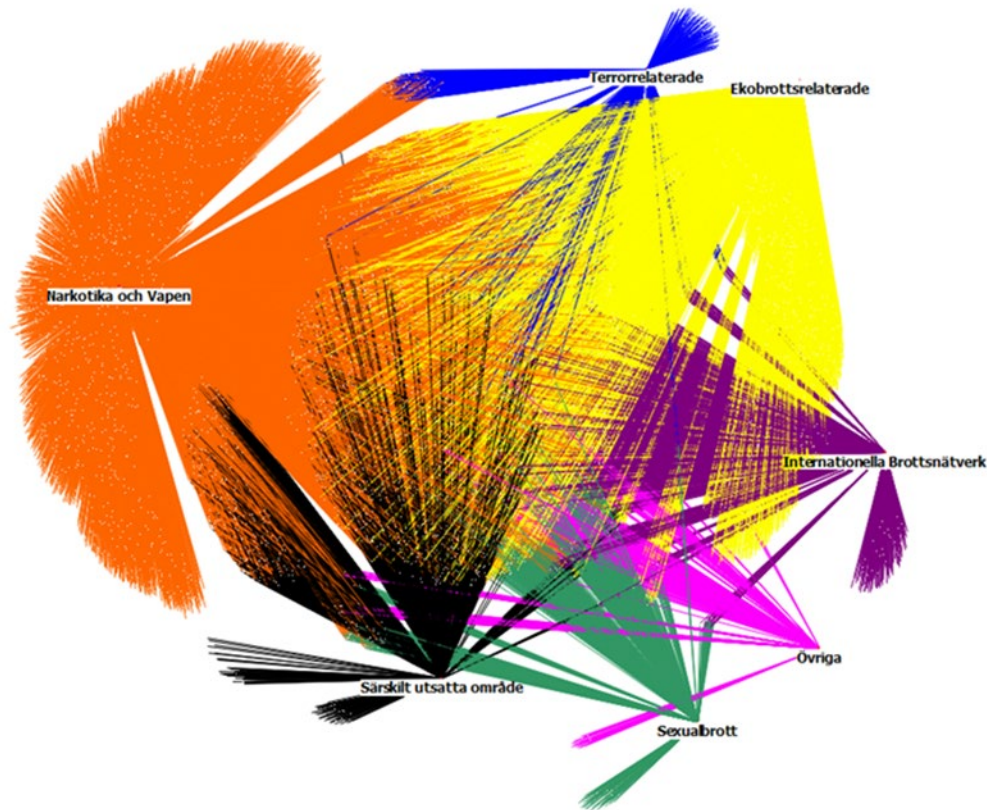 Terrorrelaterade
Ekobrottsrelaterade
Narkotika och Vapen
Internationella Brottsnätverk
Övriga
Särskilt utsatta område
Sexualbrott